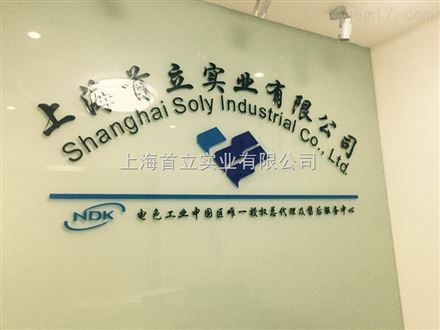 上海首立实业有限公司
Shanghai Soly Industrial Co., Ltd.
上海首立实业有限公司
NDK 电色工业中国区唯一授权总代理及售后服务中心